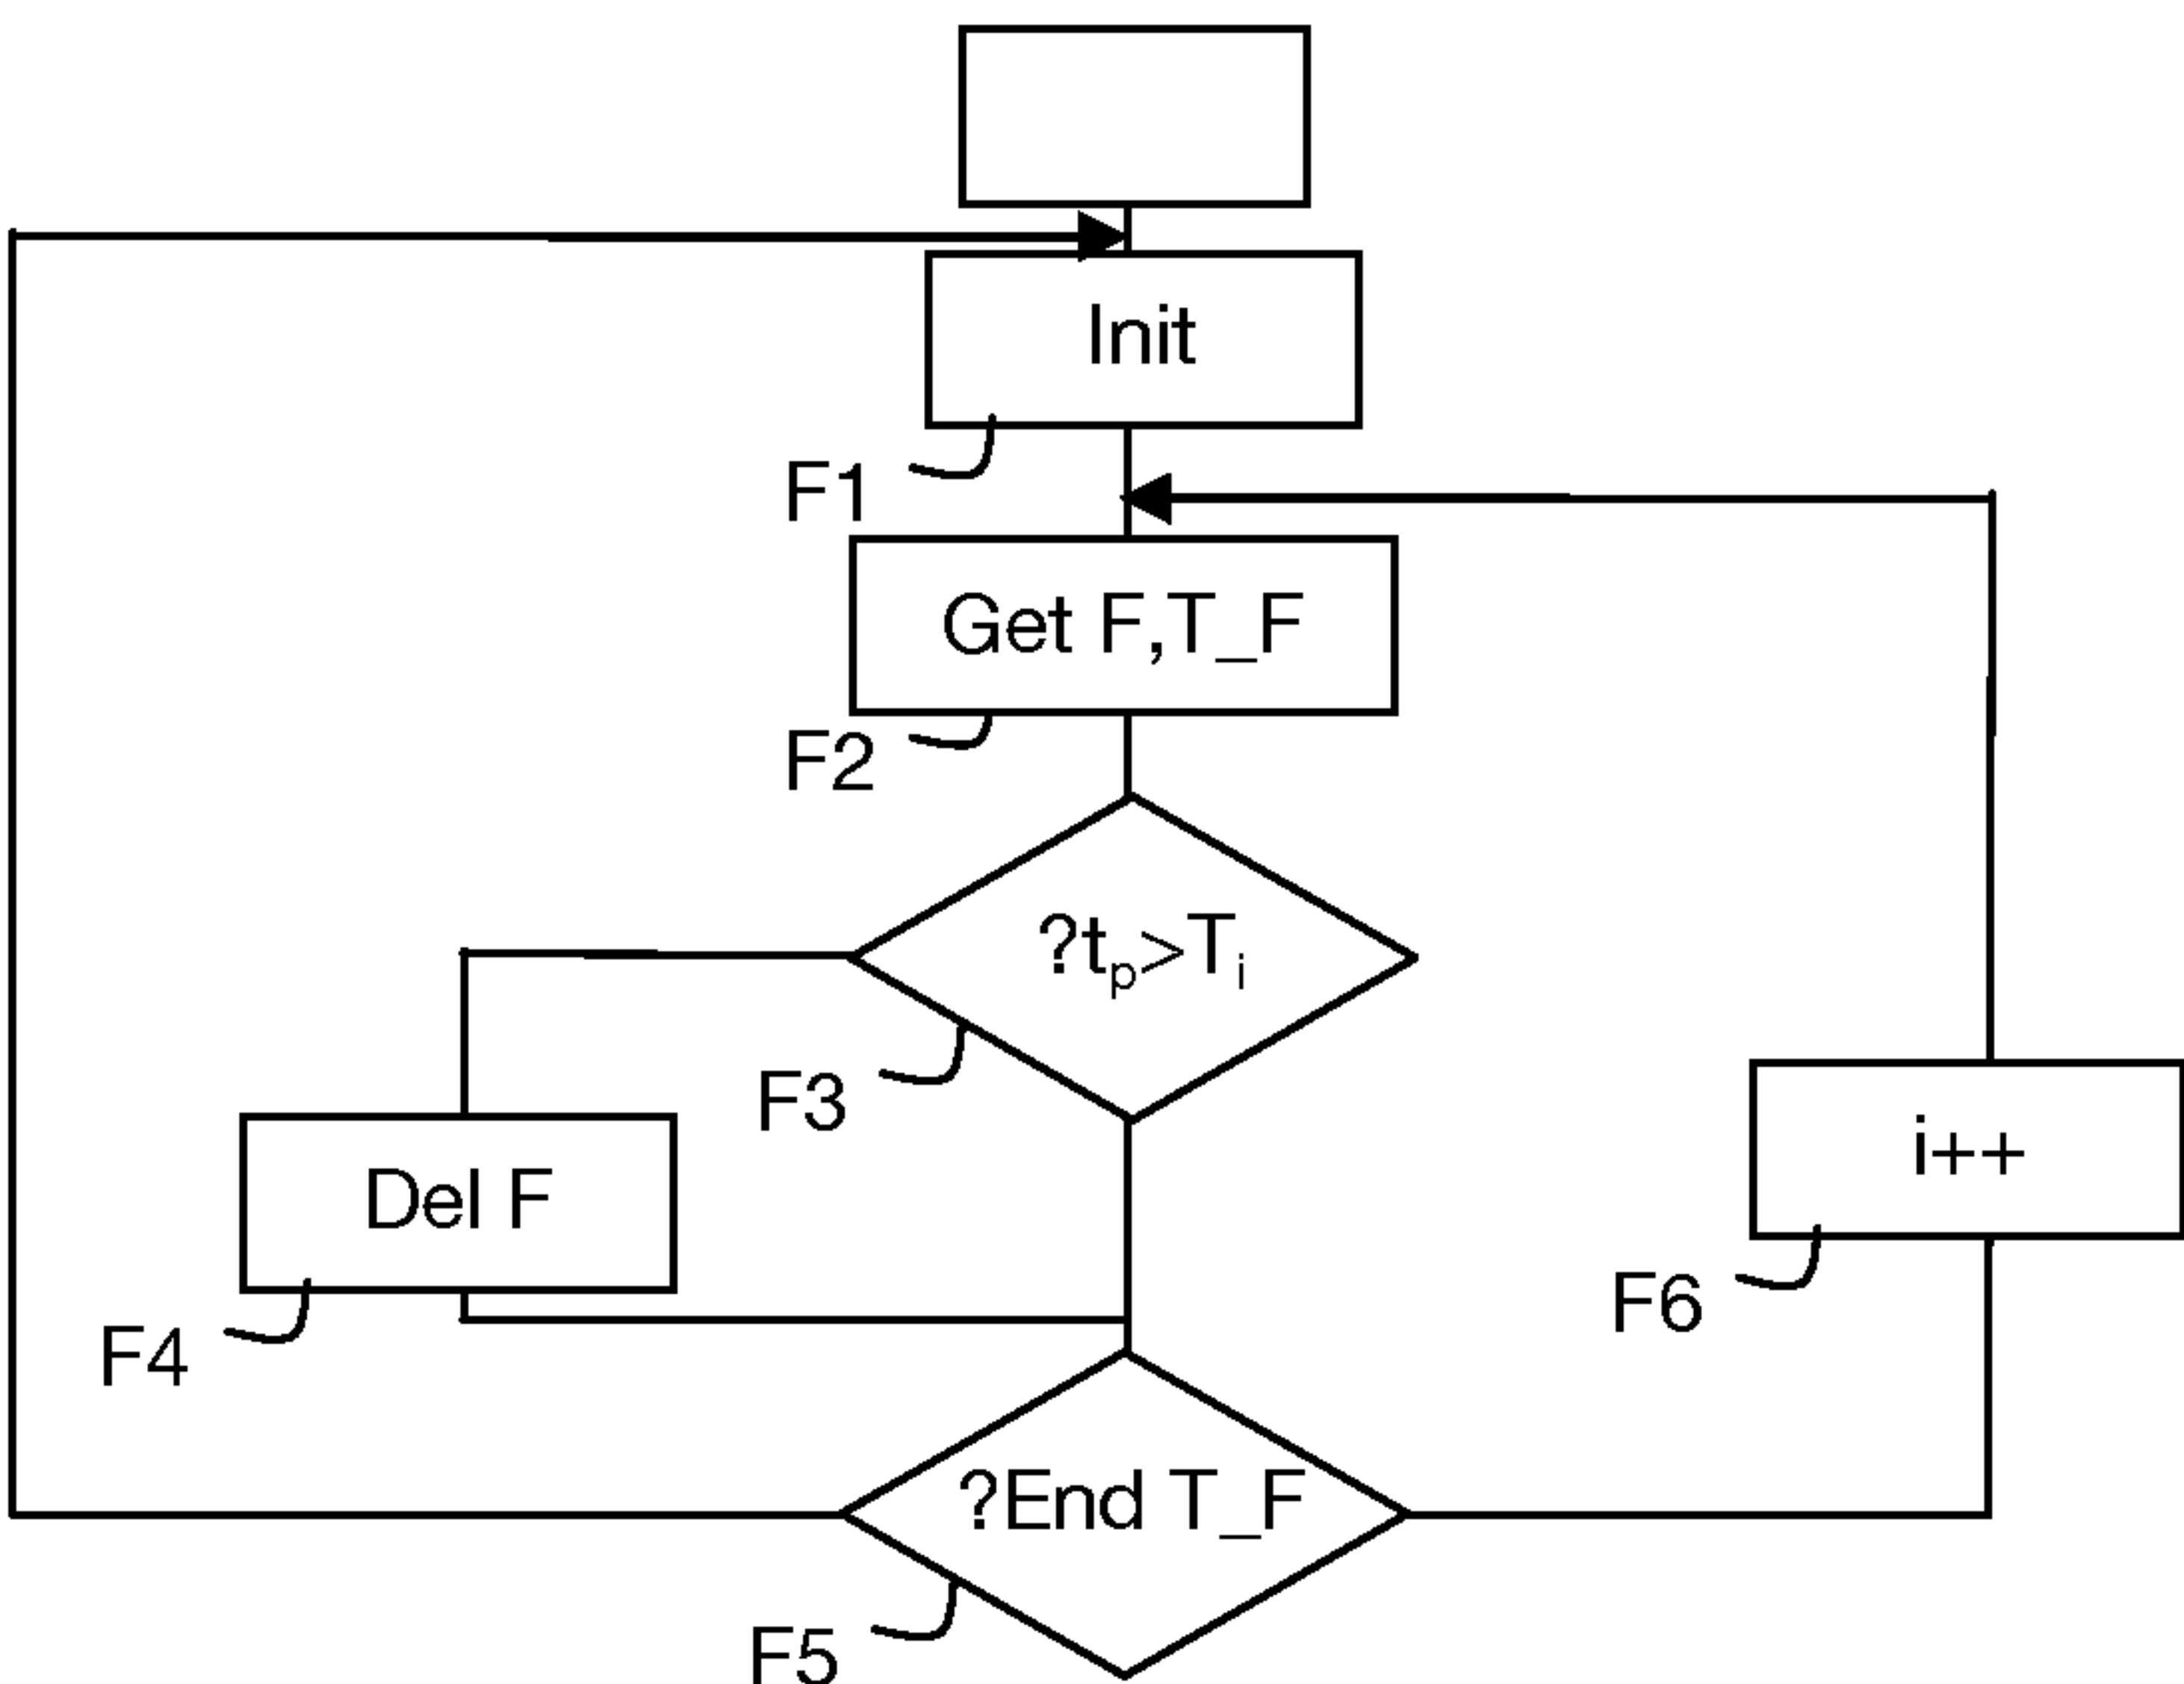 Init
F1
Get F,T_F
F2
?tp>Ti
F3
Del F
F4
i++
F6
?End T_F
F5